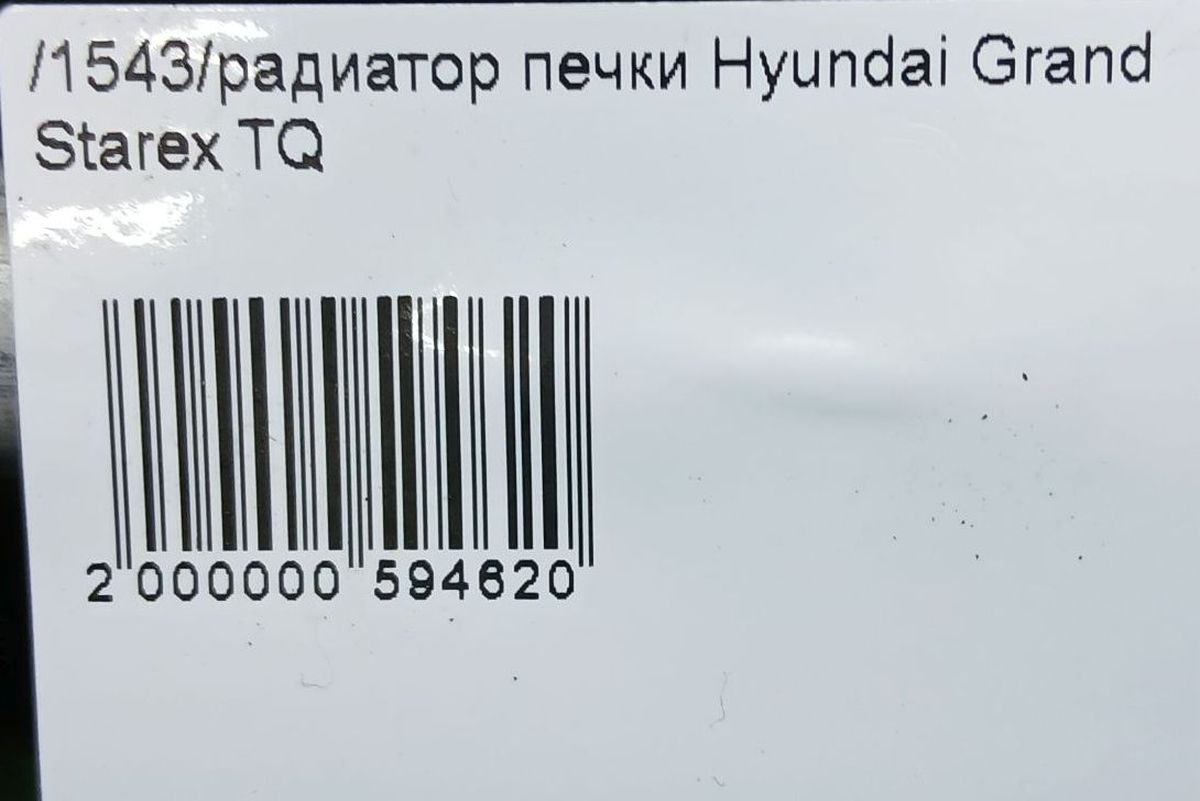 /1543/радиатор печки Hyundai Grand
Starex TQ
2 000000 594620